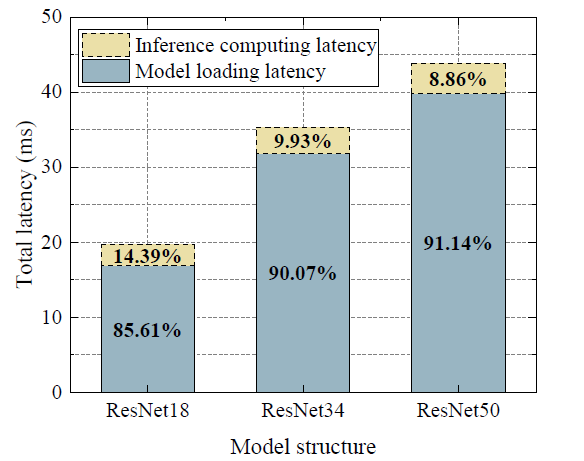 50
40
30
20
10
0
Total latency (ms)
Inference computing latency
Model loading latency
14.39%
85.61%
9.93%
90.07%
8.86%
91.14%
ResNet18
ResNet34
ResNet50
Model structure